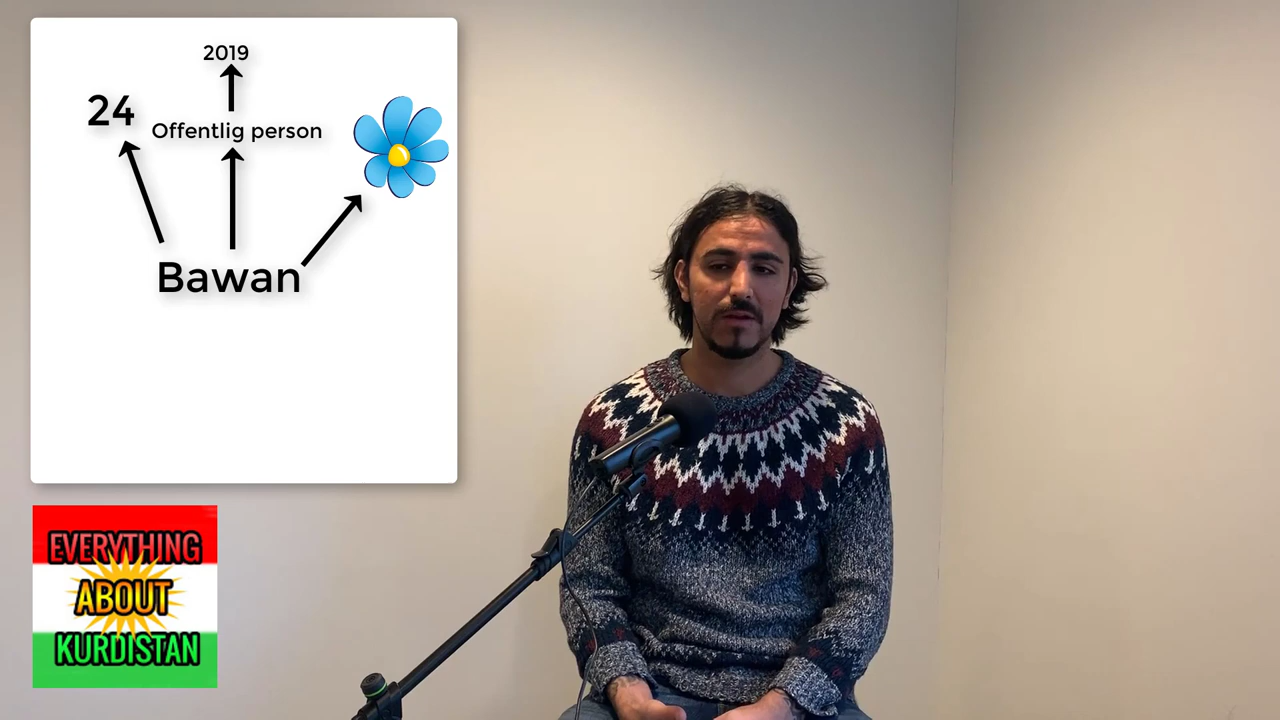 2019
24
Offentlig person
Bawan
EVERYTHING
ABOUT
KURDISTAN